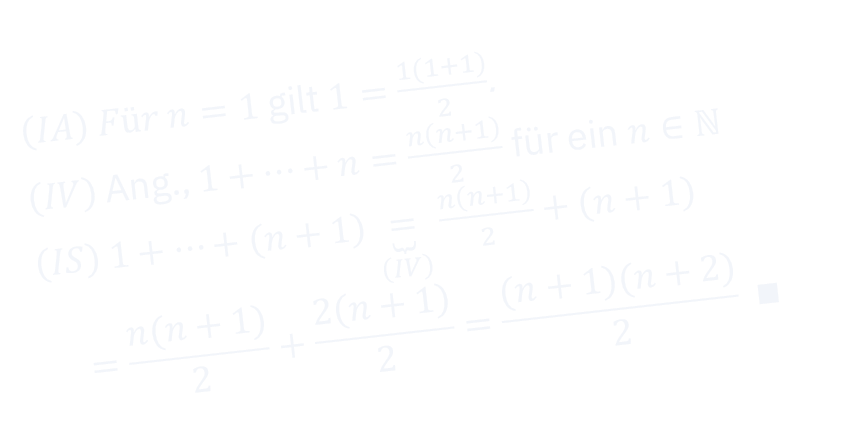 (IA) Für n = 1 gilt 1 = 1(1+1)/2.
(IV) Ang., 1 + ⋯ + n = n(n+1)/2 für ein n ∈ ℕ
(IS) 1 + ⋯ + (n + 1) = (IV) n(n+1)/2 + (n + 1)
= n(n + 1)/2 + 2(n + 1)/2 = (n + 1)(n + 2)/2 ■